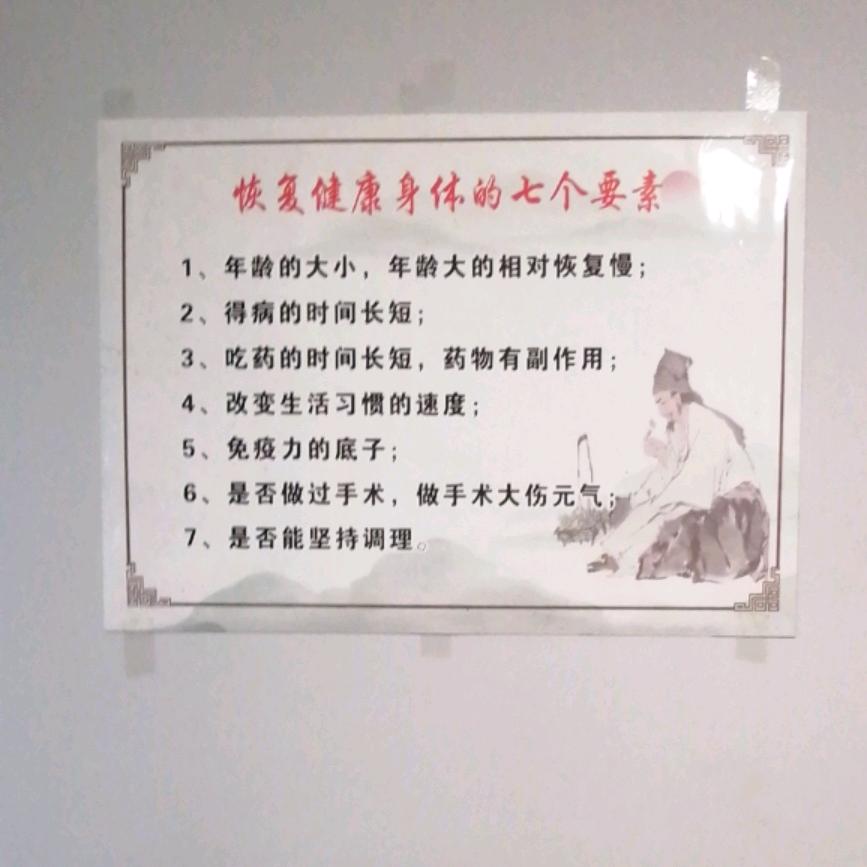 恢复健康身体的七个要素
1、年龄的大小，年龄大的相对恢复慢；
2、得病的时间长短；
3、吃药的时间长短，药物有副作用；
4、改变生活习惯的速度；
5、免疫力的底子；
6、是否做过手术，做手术大伤元气；
7、是否能坚持调理。